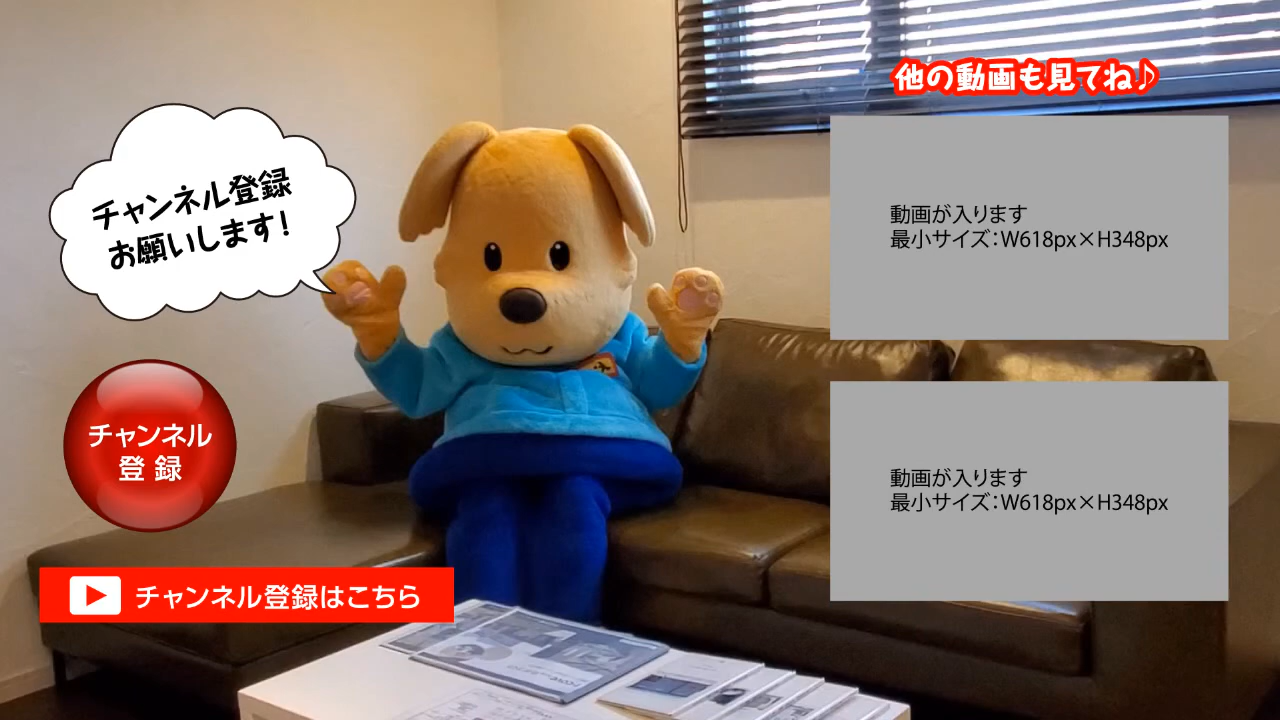 他の動画も見てね♪
チャンネル登録
お願いします！
動画が入ります
最小サイズ：W618px×H348px
チャンネル
登 録
動画が入ります
最小サイズ：W618px×H348px
チャンネル登録はこちら